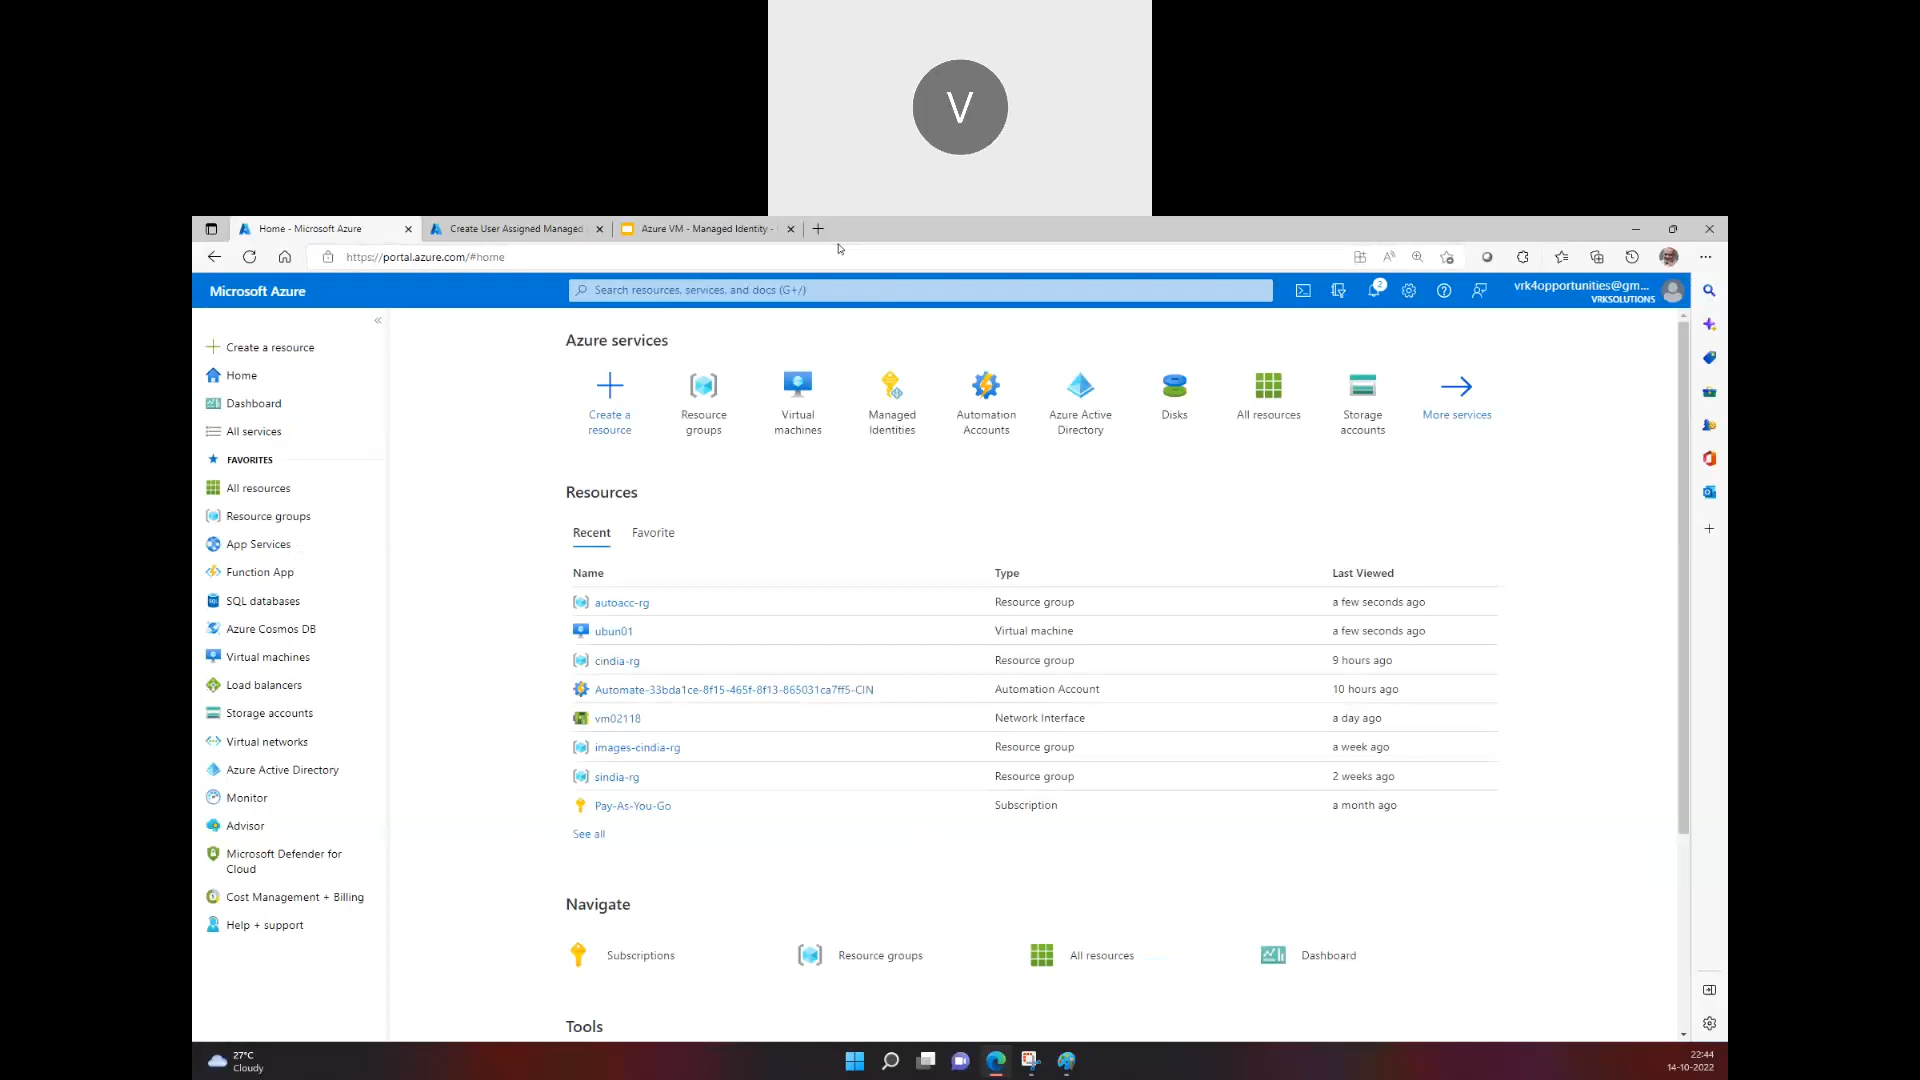 V
Home - Microsoft Azure
Create User Assigned Managed
Azure VM - Managed Identity -
https://portal.azure.com/#home
Microsoft Azure
Search resources, services, and docs (G+/)
2
vrk4opportunities@gm...
VRKSOLUTIONS
Create a resource
Home
Dashboard
All services
FAVORITES
All resources
Resource groups
App Services
Function App
SQL databases
Azure Cosmos DB
Virtual machines
Load balancers
Storage accounts
Virtual networks
Azure Active Directory
Monitor
Advisor
Microsoft Defender for
Cloud
Cost Management + Billing
Help + support
Azure services
Create a
resource
Resource
groups
Virtual
machines
Managed
Identities
Automation
Accounts
Azure Active
Directory
Disks
All resources
Storage
accounts
More services
Resources
Recent Favorite
Name Type Last Viewed
autoacc-rg Resource group a few seconds ago
ubun01 Virtual machine a few seconds ago
cindia-rg Resource group 9 hours ago
Automate-33bda1ce-8f15-465f-8f13-865031ca7ff5-CIN Automation Account 10 hours ago
vm02118 Network Interface a day ago
images-cindia-rg Resource group a week ago
sindia-rg Resource group 2 weeks ago
Pay-As-You-Go Subscription a month ago
See all
Navigate
Subscriptions Resource groups All resources Dashboard
Tools
27°C
Cloudy
22:44
14-10-2022